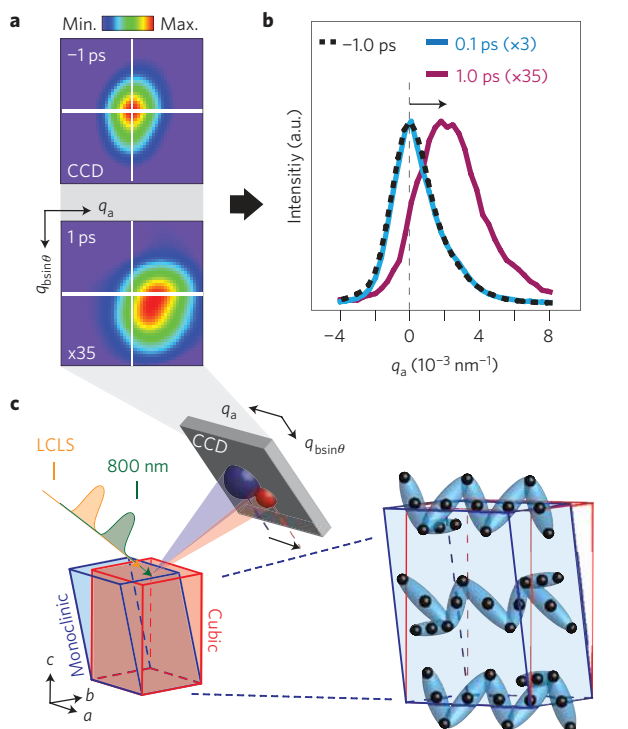 a
Min. Max.
−1 ps
CCD
q_a
q_bsinθ
1 ps
x35
b
−1.0 ps
0.1 ps (×3)
1.0 ps (×35)
Intensitiy (a.u.)
−4 0 4 8
q_a (10⁻³ nm⁻¹)
c
q_a
q_bsinθ
CCD
LCLS
800 nm
Monoclinic
Cubic
c
b
a